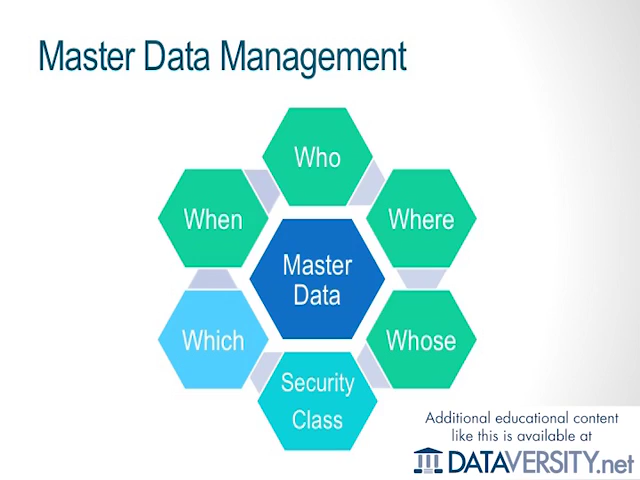 Master Data Management
Who
When
Where
Master
Data
Which
Whose
Security
Class
Additional educational content
like this is available at
DATAVERSITY.net